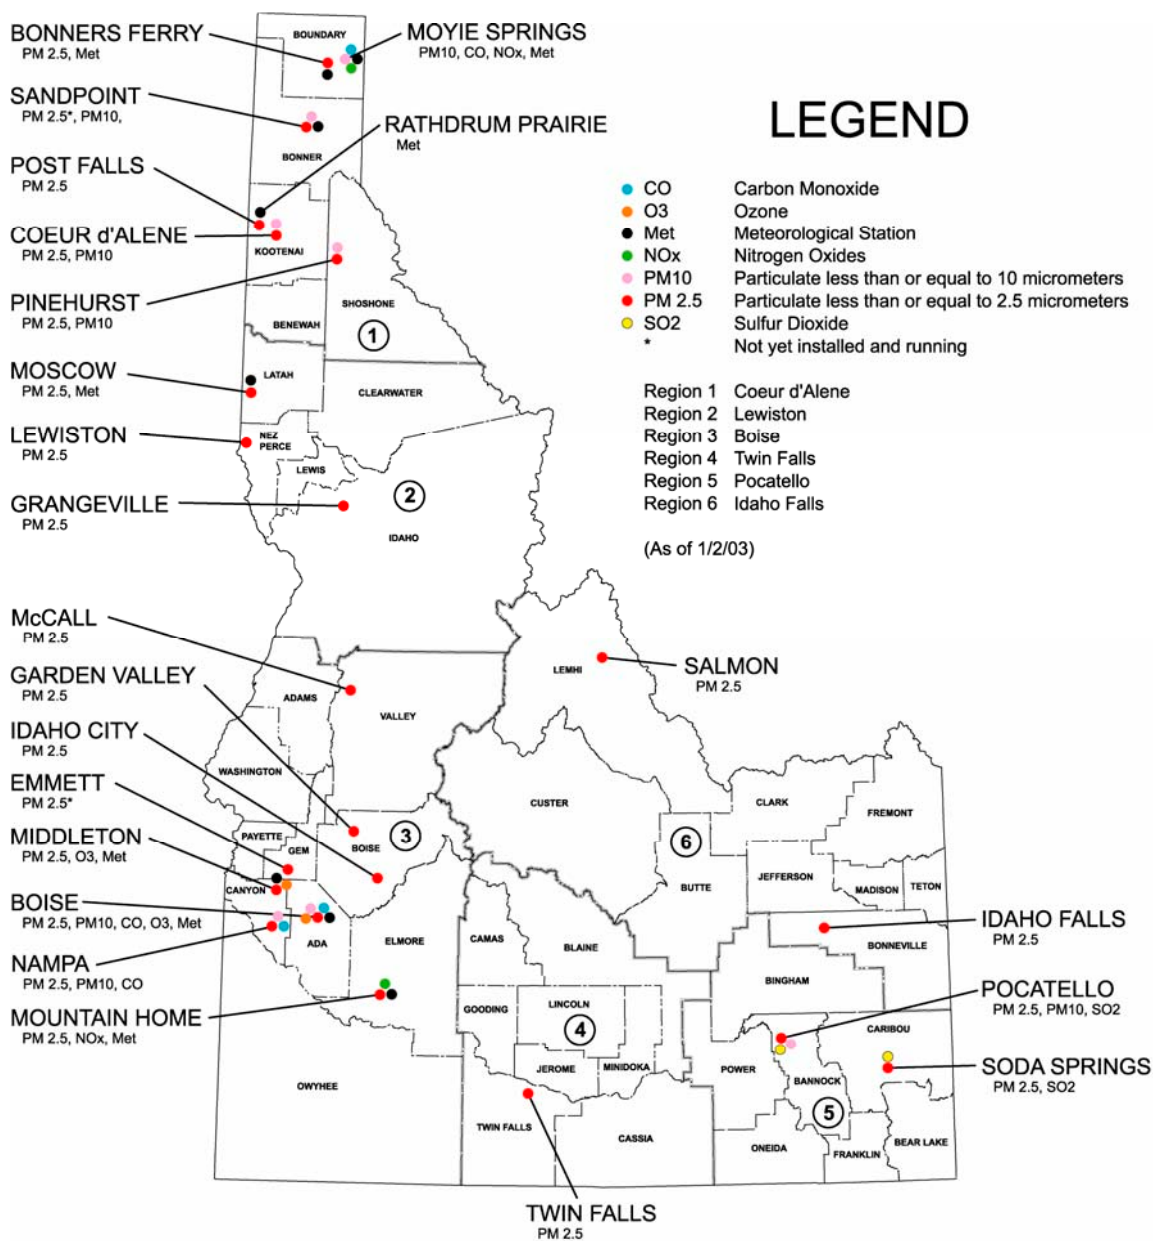 BONNERS FERRY
PM 2.5, Met
BOUNDARY
MOYIE SPRINGS
PM10, CO, NOx, Met
SANDPOINT
PM 2.5*, PM10,
BONNER
RATHDRUM PRAIRIE
Met
POST FALLS
PM 2.5
COEUR d'ALENE
PM 2.5, PM10
KOOTENAI
PINEHURST
PM 2.5, PM10
SHOSHONE
BENEWAH
1
MOSCOW
PM 2.5, Met
LATAH
CLEARWATER
LEWISTON
PM 2.5
NEZ
PERCE
LEWIS
GRANGEVILLE
PM 2.5
2
IDAHO
LEGEND
CO Carbon Monoxide
O3 Ozone
Met Meteorological Station
NOx Nitrogen Oxides
PM10 Particulate less than or equal to 10 micrometers
PM 2.5 Particulate less than or equal to 2.5 micrometers
SO2 Sulfur Dioxide
* Not yet installed and running
Region 1 Coeur d'Alene
Region 2 Lewiston
Region 3 Boise
Region 4 Twin Falls
Region 5 Pocatello
Region 6 Idaho Falls
(As of 1/2/03)
McCALL
PM 2.5
GARDEN VALLEY
PM 2.5
ADAMS
VALLEY
LEMHI
SALMON
PM 2.5
IDAHO CITY
PM 2.5
WASHINGTON
EMMETT
PM 2.5*
CUSTER
CLARK
FREMONT
MIDDLETON
PM 2.5, O3, Met
PAYETTE
GEM
BOISE
3
6
CANYON
BUTTE
JEFFERSON
MADISON
TETON
BOISE
PM 2.5, PM10, CO, O3, Met
ADA
ELMORE
CAMAS
BLAINE
IDAHO FALLS
PM 2.5
BONNEVILLE
NAMPA
PM 2.5, PM10, CO
BINGHAM
MOUNTAIN HOME
PM 2.5, NOx, Met
GOODING
LINCOLN
4
POCATELLO
PM 2.5, PM10, SO2
CARIBOU
OWYHEE
JEROME
MINIDOKA
POWER
BANNOCK
SODA SPRINGS
PM 2.5, SO2
5
TWIN FALLS
CASSIA
ONEIDA
FRANKLIN
BEAR LAKE
TWIN FALLS
PM 2.5